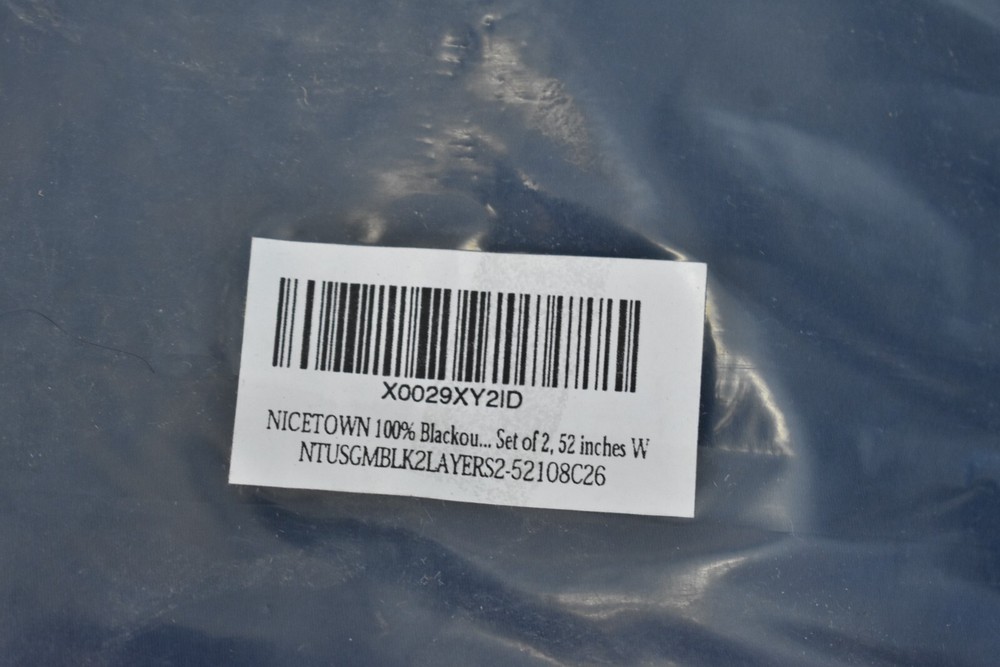 X0029XY2ID
NICETOWN 100% Blackou... Set of 2, 52 inches W
NTUSGMBLK2LAYERS2-52108C26